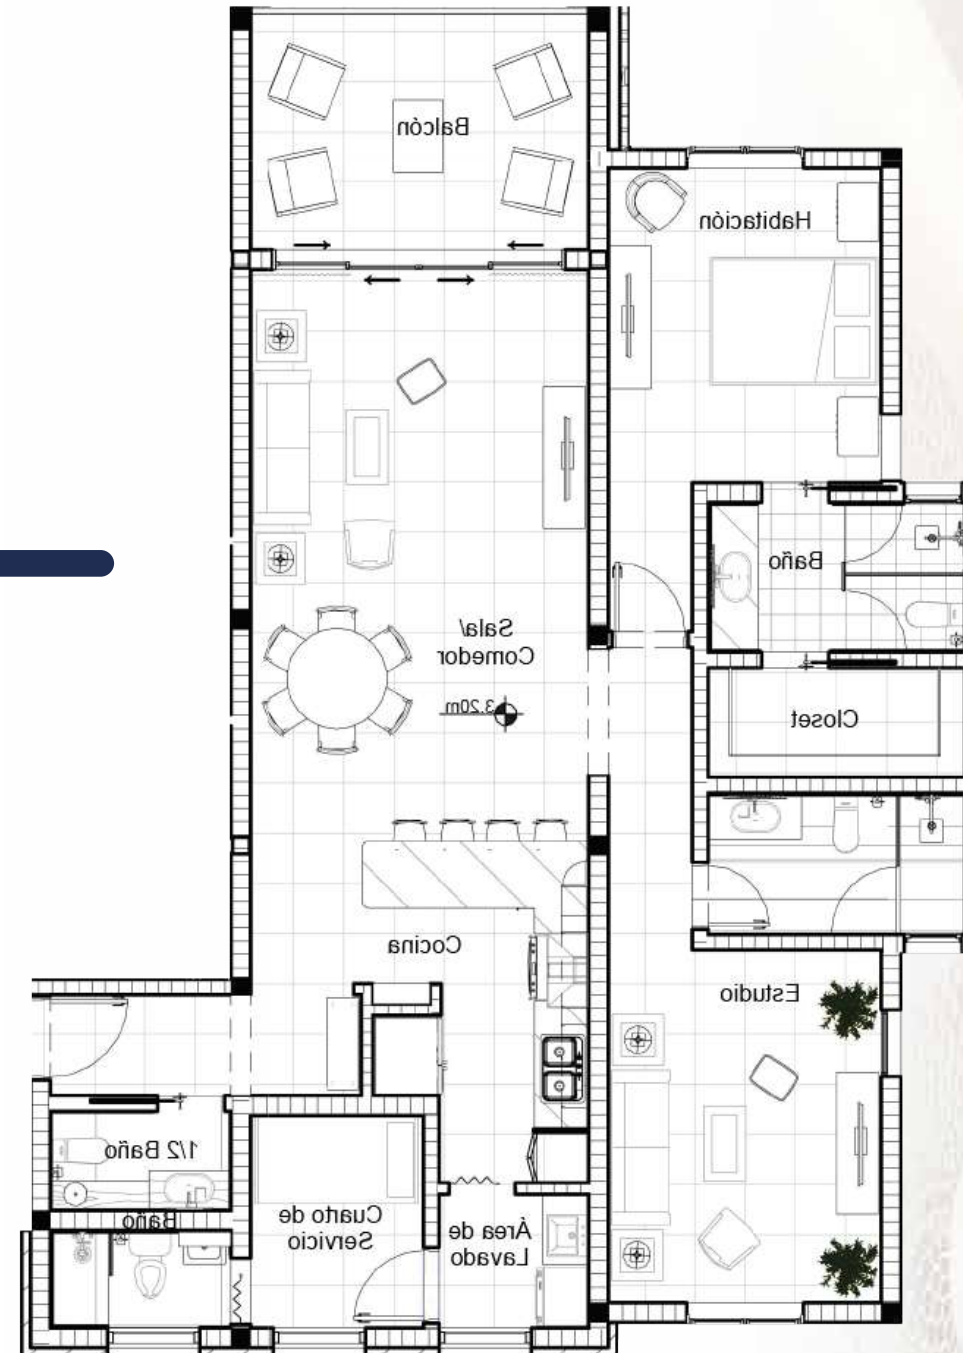 Balcón
Habitación
Baño
Sala/
Comedor
3.20m
Closet
Cocina
Estudio
1/2 Baño
Baño
Cuarto de
Servicio
Área de
Lavado